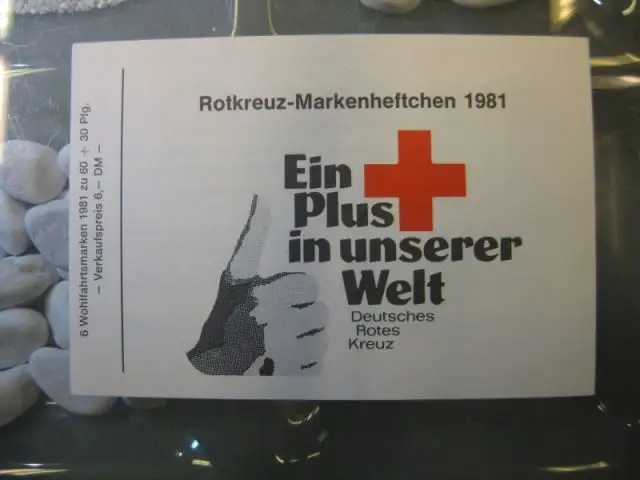 6 Wohlfahrtsmarken 1981 zu 60 + 30 Pfg.
– Verkaufspreis 6,– DM –
Rotkreuz-Markenheftchen 1981
Ein
Plus
in unserer
Welt
Deutsches
Rotes
Kreuz